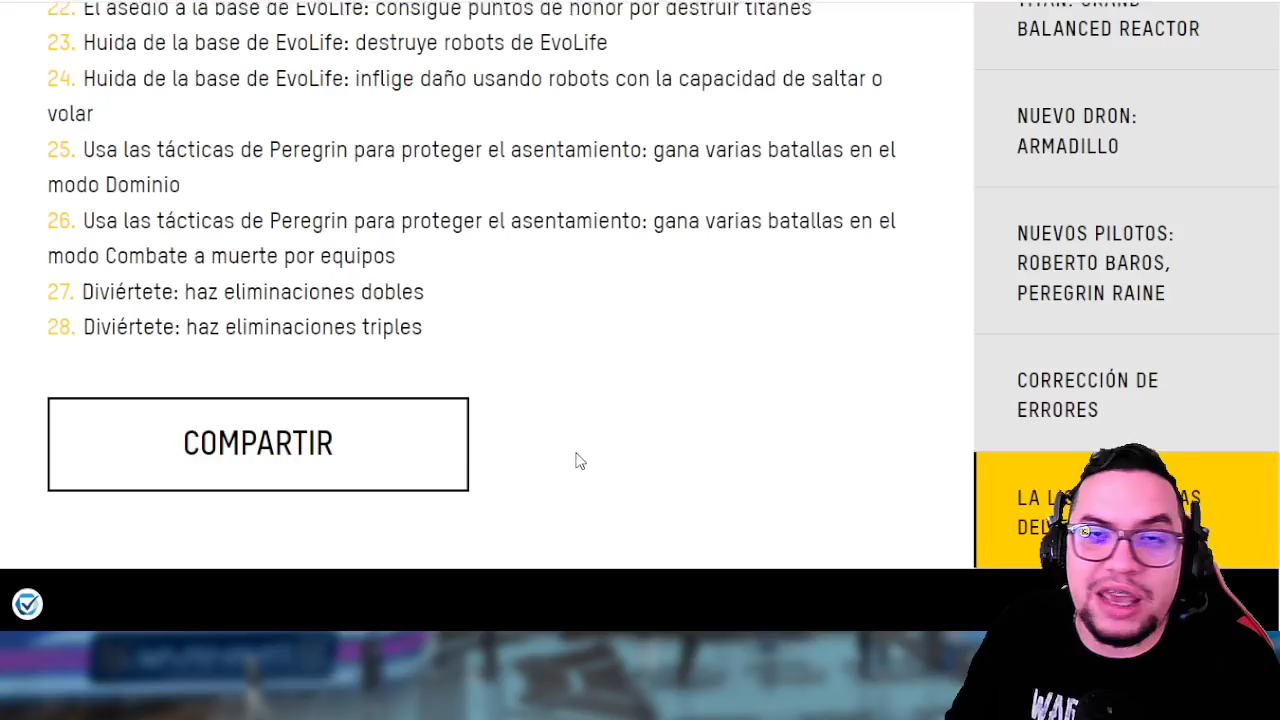 22. El asedio a la base de EvoLife: consigue puntos de honor por destruir titanes
23. Huida de la base de EvoLife: destruye robots de EvoLife
24. Huida de la base de EvoLife: inflige daño usando robots con la capacidad de saltar o
volar
25. Usa las tácticas de Peregrin para proteger el asentamiento: gana varias batallas en el
modo Dominio
26. Usa las tácticas de Peregrin para proteger el asentamiento: gana varias batallas en el
modo Combate a muerte por equipos
27. Diviértete: haz eliminaciones dobles
28. Diviértete: haz eliminaciones triples
COMPARTIR
TITAN: GRAND
BALANCED REACTOR
NUEVO DRON:
ARMADILLO
NUEVOS PILOTOS:
ROBERTO BAROS,
PEREGRIN RAINE
CORRECCIÓN DE
ERRORES
LA